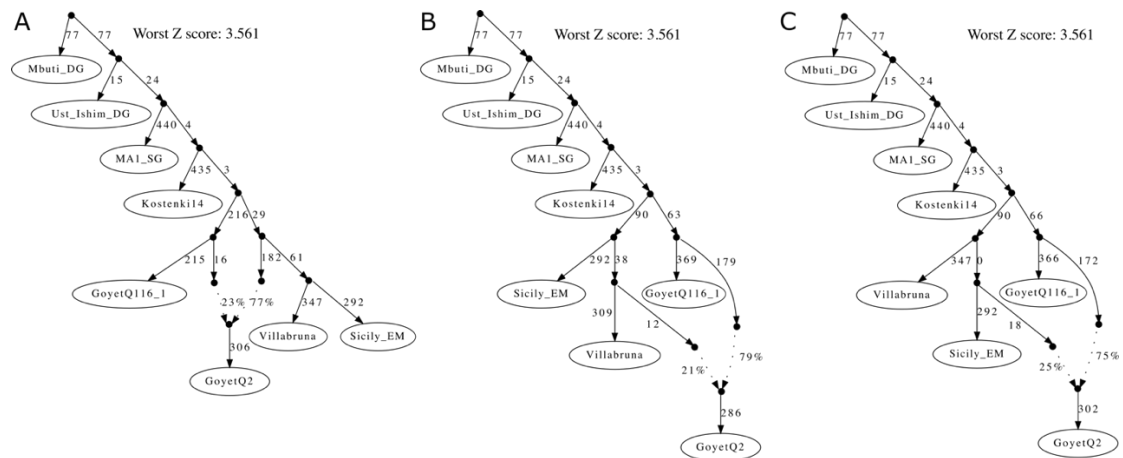 A
Worst Z score: 3.561
77
77
Mbuti_DG
15
24
Ust_Ishim_DG
440
4
MA1_SG
435
3
Kostenki14
216
29
215
16
182
61
GoyetQ116_1
23%
77%
347
292
Villabruna
Sicily_EM
306
GoyetQ2
B
Worst Z score: 3.561
77
77
Mbuti_DG
15
24
Ust_Ishim_DG
440
4
MA1_SG
435
3
Kostenki14
90
63
292
38
369
179
Sicily_EM
GoyetQ116_1
309
12
Villabruna
21%
79%
286
GoyetQ2
C
Worst Z score: 3.561
77
77
Mbuti_DG
15
24
Ust_Ishim_DG
440
4
MA1_SG
435
3
Kostenki14
90
66
347
0
366
172
Villabruna
GoyetQ116_1
292
18
Sicily_EM
25%
75%
302
GoyetQ2